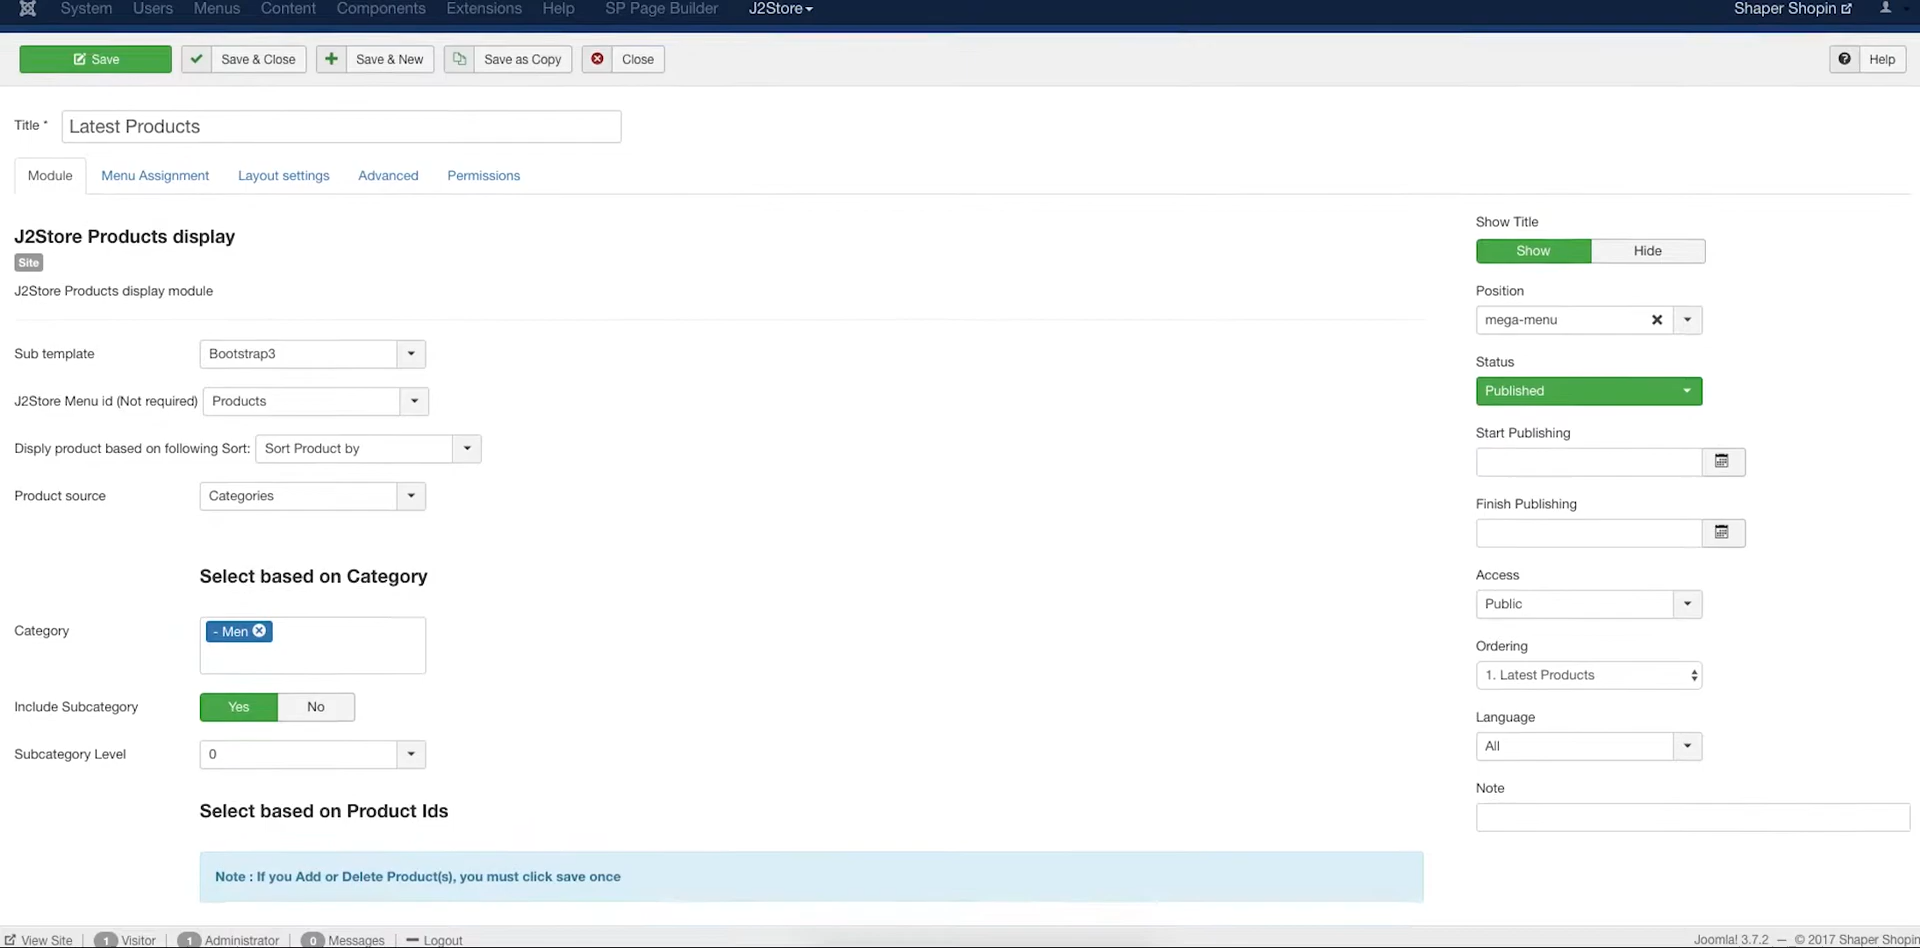 System Users Menus Content Components Extensions Help SP Page Builder J2Store Shaper Shopin
Save Save & Close Save & New Save as Copy Close Help
Title * Latest Products
Module Menu Assignment Layout settings Advanced Permissions
J2Store Products display
Site
J2Store Products display module
Sub template Bootstrap3
J2Store Menu id (Not required) Products
Disply product based on following Sort: Sort Product by
Product source Categories
Select based on Category
Category - Men
Include Subcategory Yes No
Subcategory Level 0
Select based on Product Ids
Note : If you Add or Delete Product(s), you must click save once
Show Title
Show Hide
Position
mega-menu
Status
Published
Start Publishing
Finish Publishing
Access
Public
Ordering
1. Latest Products
Language
All
Note
View Site 1 Visitor 1 Administrator 0 Messages Logout Joomla! 3.7.2 — © 2017 Shaper Shopin